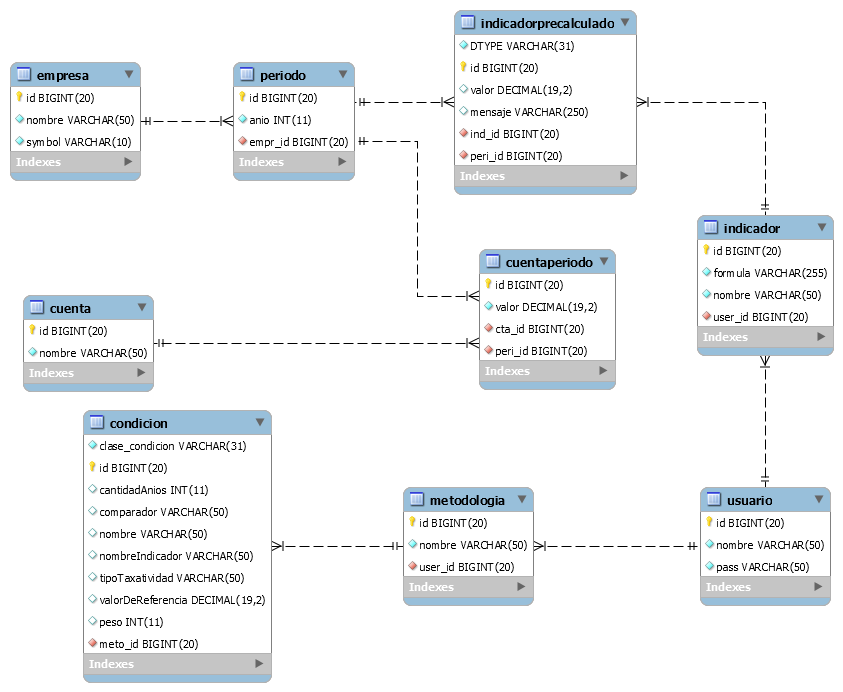 empresa
id BIGINT(20)
nombre VARCHAR(50)
symbol VARCHAR(10)
Indexes
periodo
id BIGINT(20)
anio INT(11)
empr_id BIGINT(20)
Indexes
indicadorprecalculado
DTYPE VARCHAR(31)
id BIGINT(20)
valor DECIMAL(19,2)
mensaje VARCHAR(250)
ind_id BIGINT(20)
peri_id BIGINT(20)
Indexes
indicador
id BIGINT(20)
formula VARCHAR(255)
nombre VARCHAR(50)
user_id BIGINT(20)
Indexes
cuentaperiodo
id BIGINT(20)
valor DECIMAL(19,2)
cta_id BIGINT(20)
peri_id BIGINT(20)
Indexes
cuenta
id BIGINT(20)
nombre VARCHAR(50)
Indexes
condicion
clase_condicion VARCHAR(31)
id BIGINT(20)
cantidadAnios INT(11)
comparador VARCHAR(50)
nombre VARCHAR(50)
nombreIndicador VARCHAR(50)
tipoTaxatividad VARCHAR(50)
valorDeReferencia DECIMAL(19,2)
peso INT(11)
meto_id BIGINT(20)
Indexes
metodologia
id BIGINT(20)
nombre VARCHAR(50)
user_id BIGINT(20)
Indexes
usuario
id BIGINT(20)
nombre VARCHAR(50)
pass VARCHAR(50)
Indexes